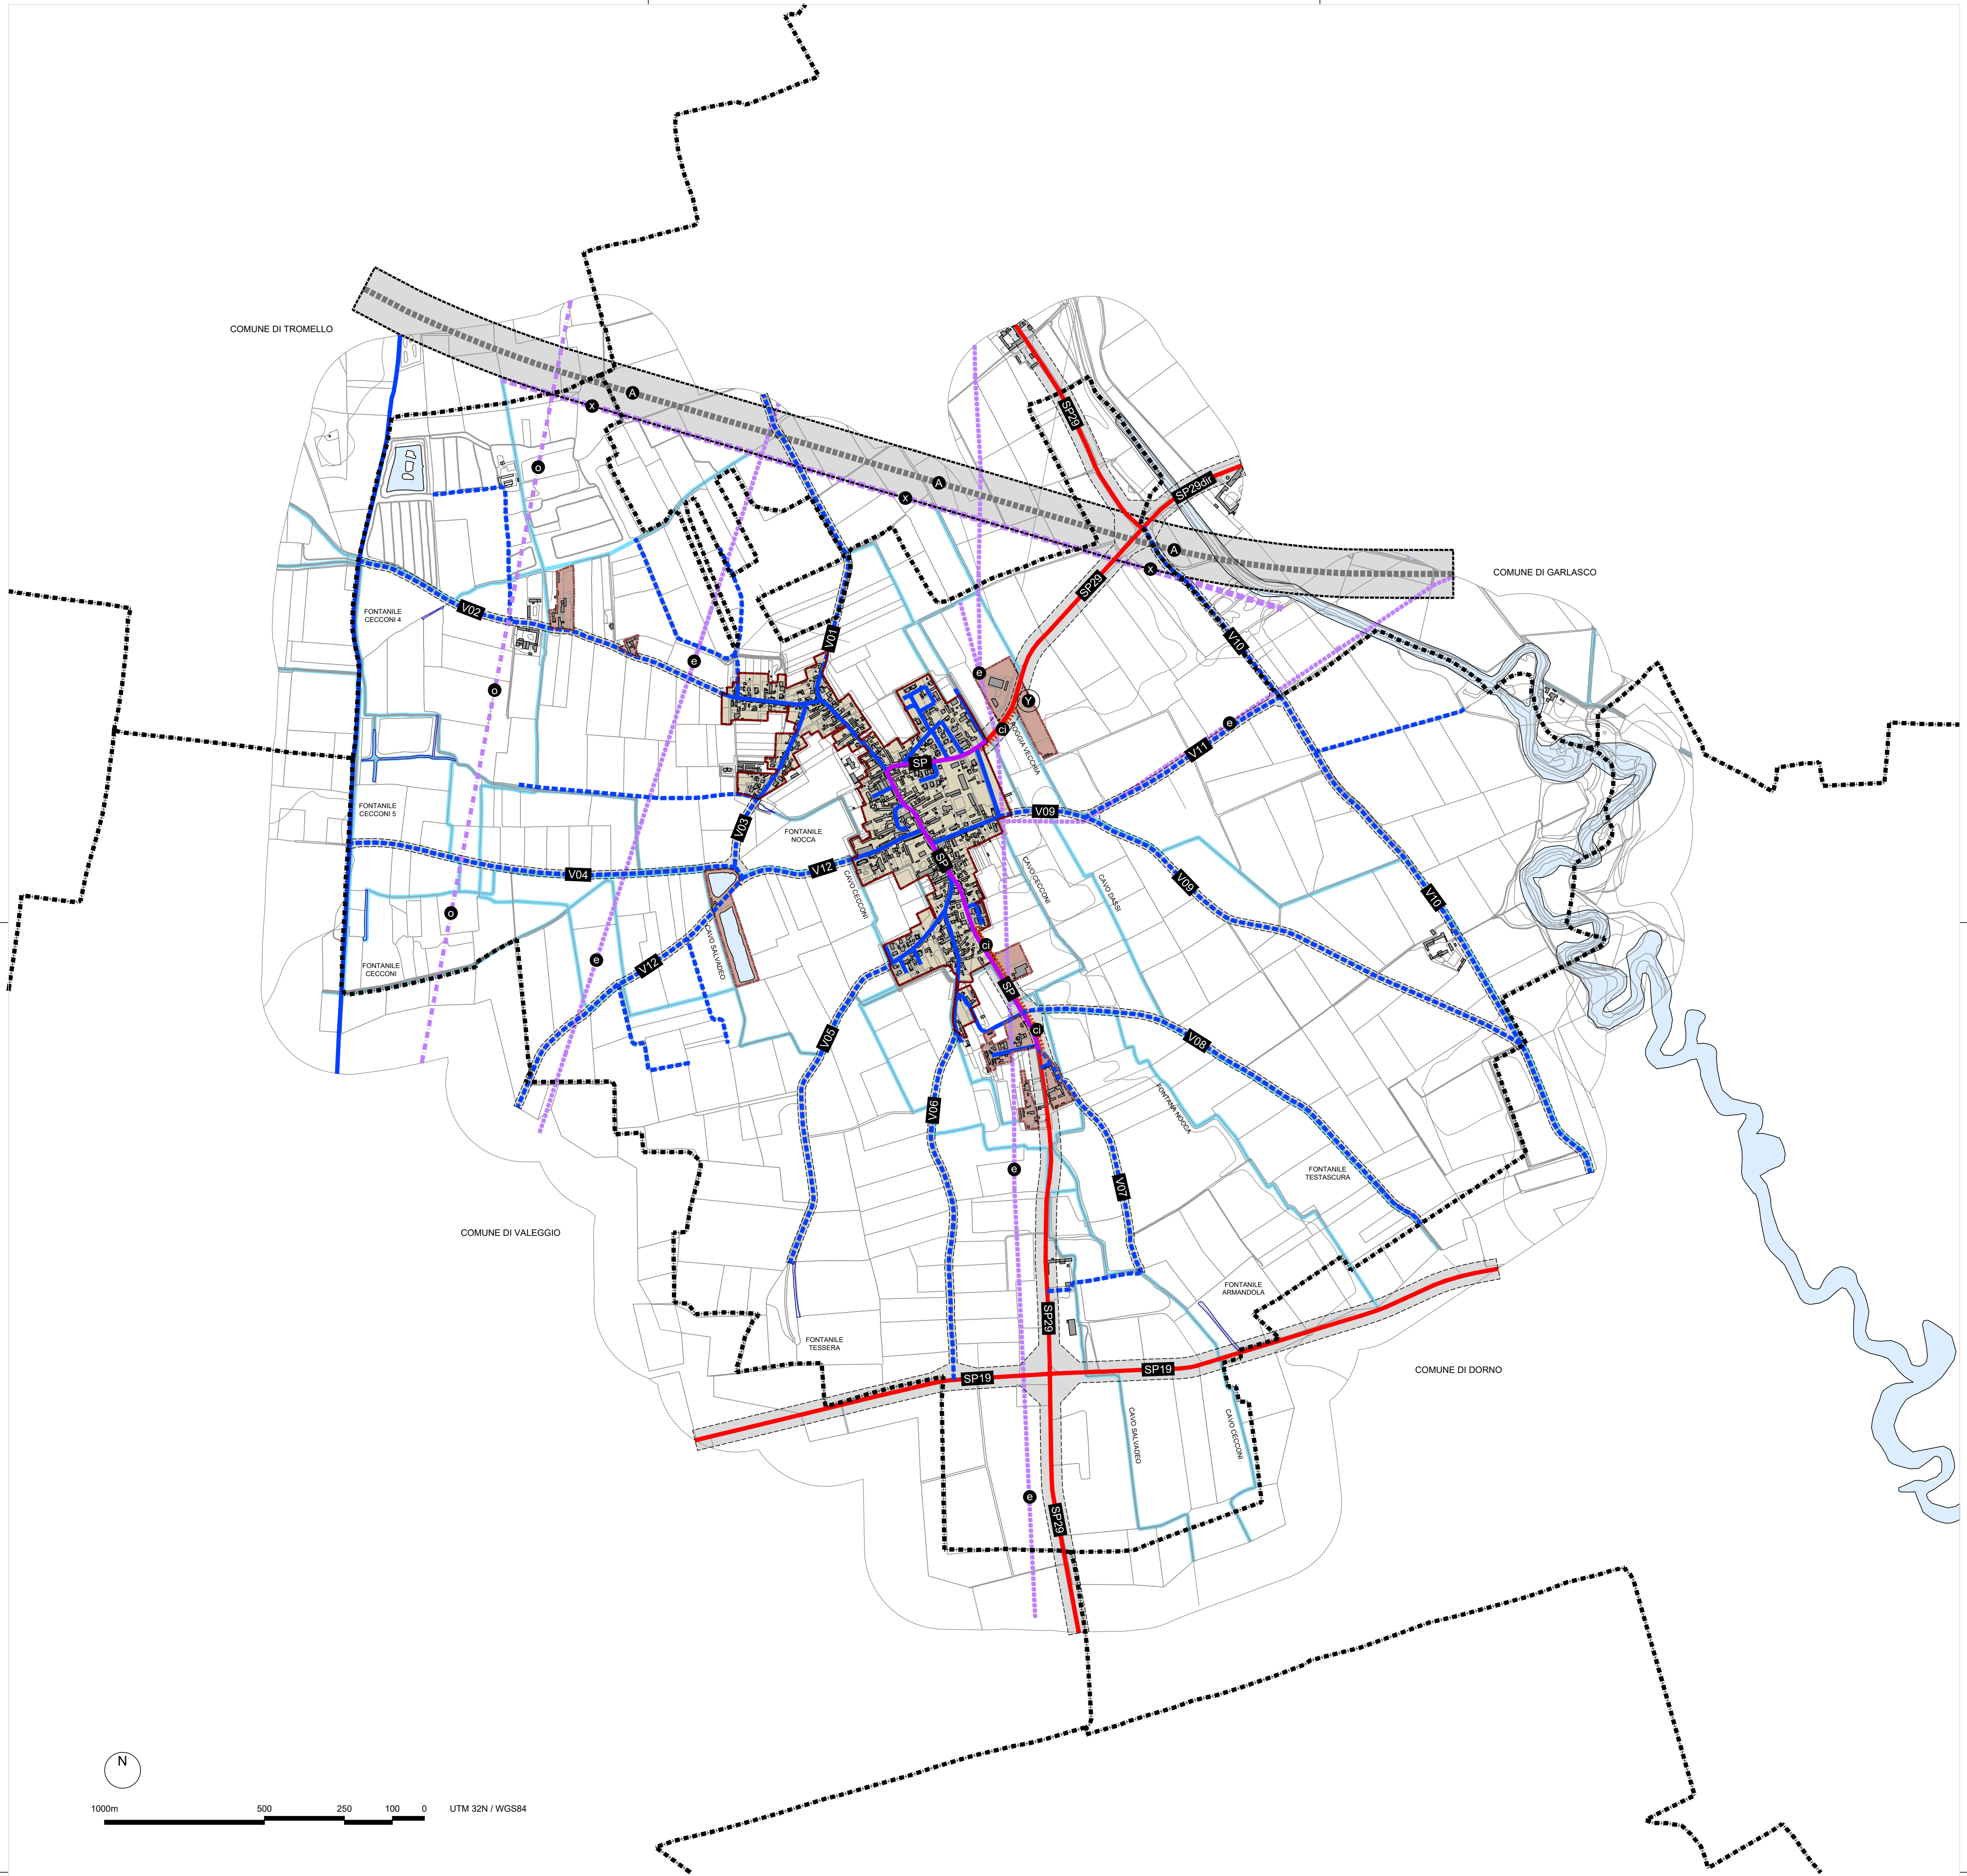 COMUNE DI TROMELLO
A
x
SP29
o
A
x
SP29dir
A
x
COMUNE DI GARLASCO
SP29
FONTANILE
CECCONI 4
V02
V01
V10
e
e
o
Y
e
ci
ROGGIA VECCHIA
V11
SP
FONTANILE
CECCONI 5
V09
V03
FONTANILE
NOCCA
SP
V12
V04
CAVO CECCONI
CAVO CECCONI
CAVO DASSI
V09
V10
o
CAVO SALVADEO
ci
e
V12
FONTANILE
CECCONI
SP
ci
V05
V08
V06
FONTANA NOCCA
e
FONTANILE
TESTASCURA
V07
COMUNE DI VALEGGIO
FONTANILE
ARMANDOLA
SP29
FONTANILE
TESSERA
SP19
SP19
COMUNE DI DORNO
CAVO SALVADEO
CAVO CECCONI
e
SP29
N
1000m 500 250 100 0 UTM 32N / WGS84